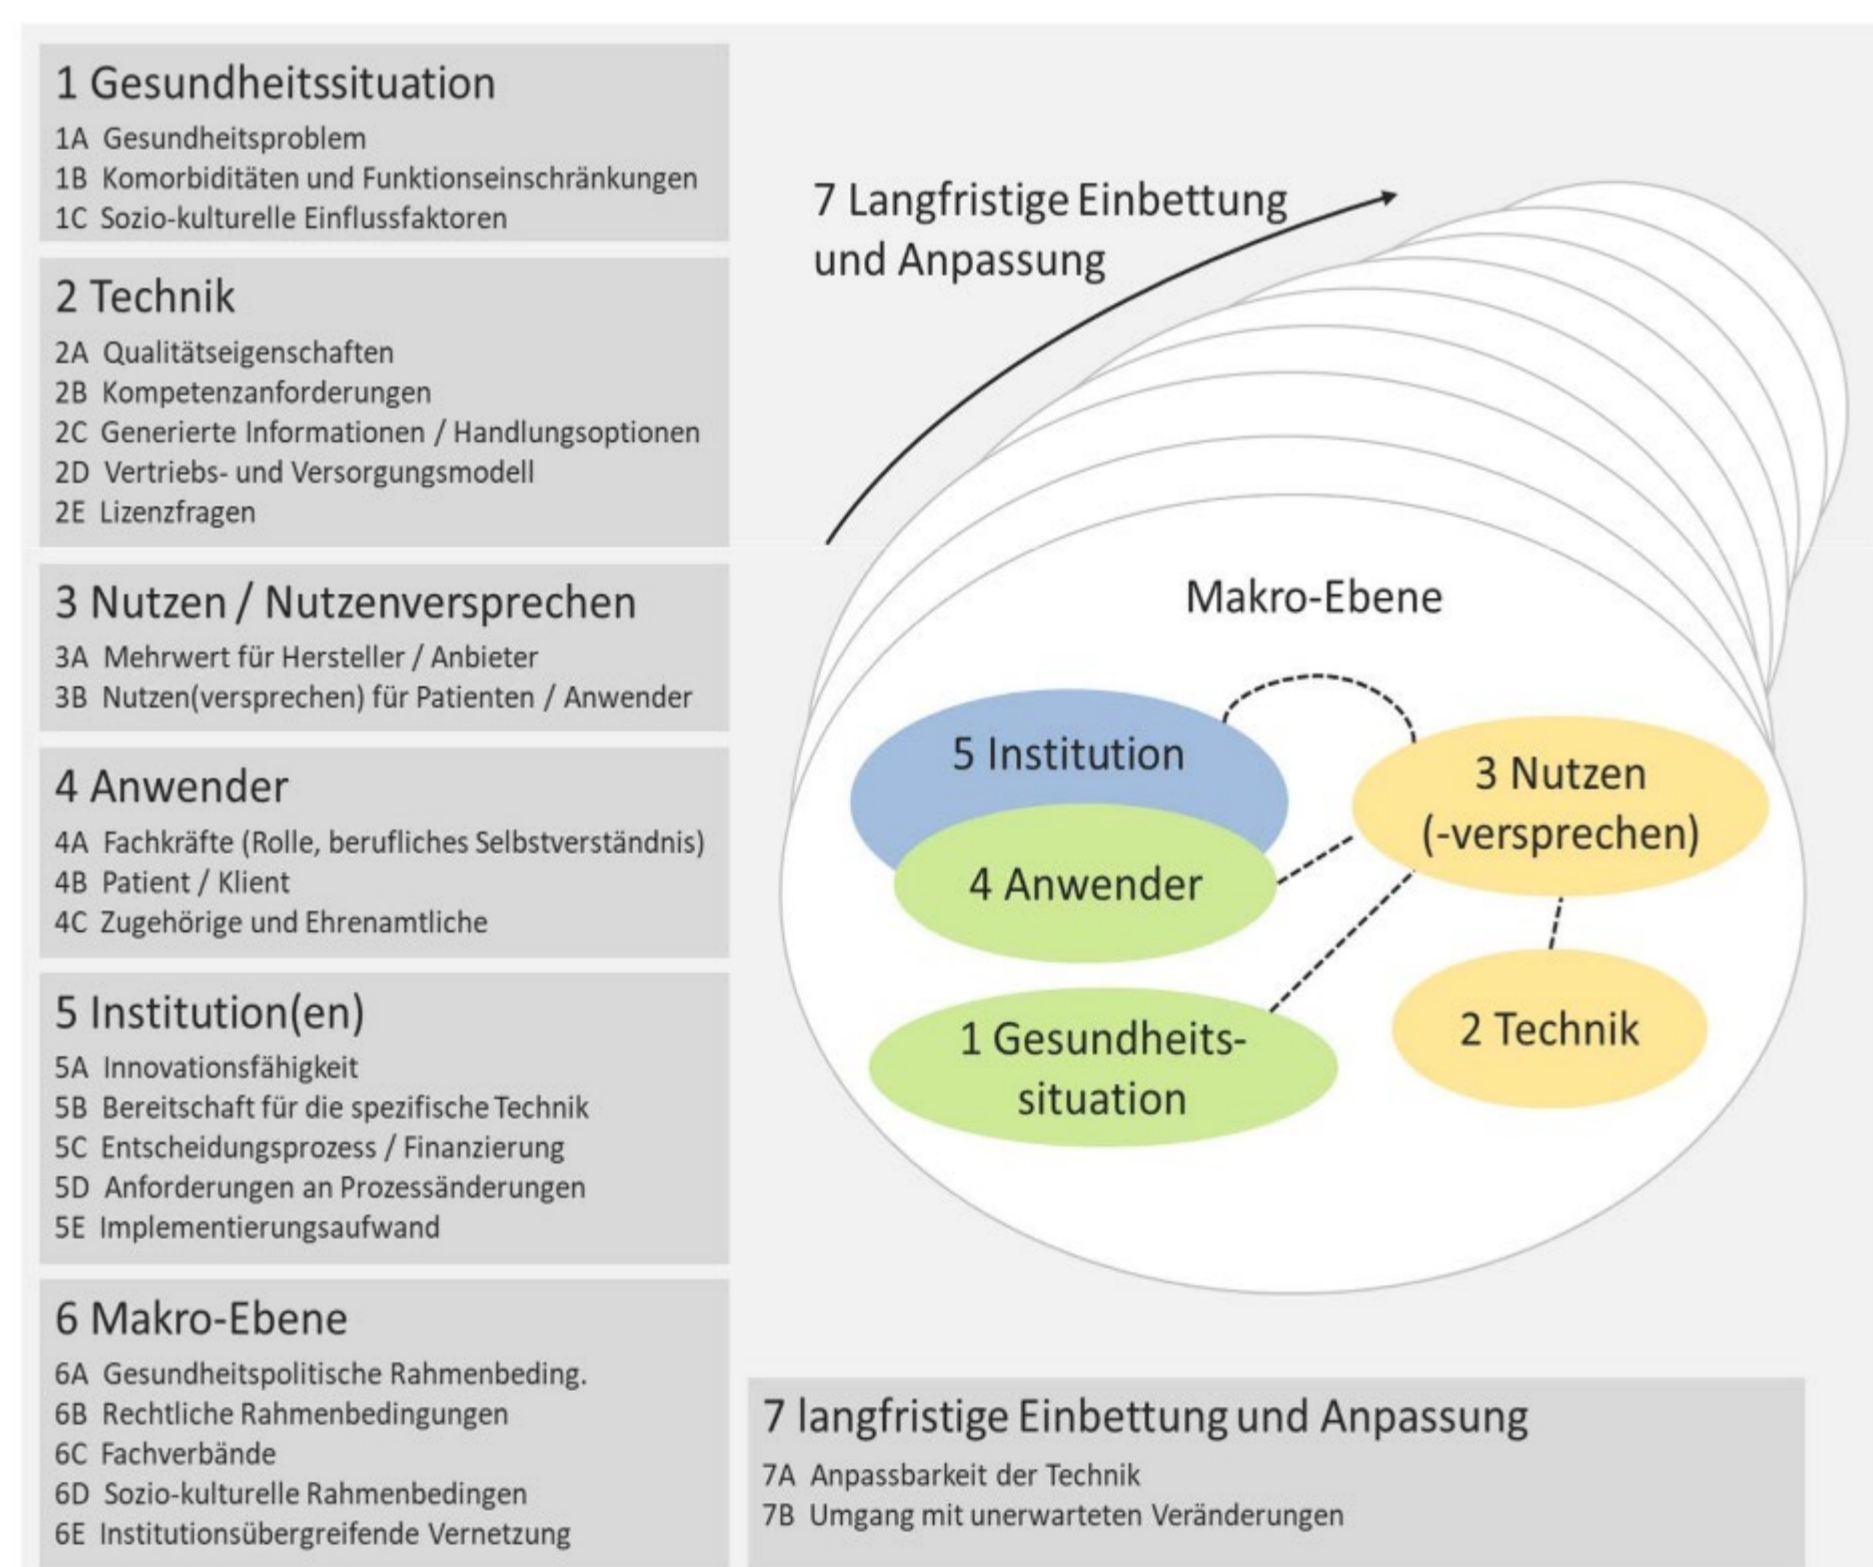 1 Gesundheitssituation
1A Gesundheitsproblem
1B Komorbiditäten und Funktionseinschränkungen
1C Sozio-kulturelle Einflussfaktoren
2 Technik
2A Qualitätseigenschaften
2B Kompetenzanforderungen
2C Generierte Informationen / Handlungsoptionen
2D Vertriebs- und Versorgungsmodell
2E Lizenzfragen
3 Nutzen / Nutzenversprechen
3A Mehrwert für Hersteller / Anbieter
3B Nutzen(versprechen) für Patienten / Anwender
4 Anwender
4A Fachkräfte (Rolle, berufliches Selbstverständnis)
4B Patient / Klient
4C Zugehörige und Ehrenamtliche
5 Institution(en)
5A Innovationsfähigkeit
5B Bereitschaft für die spezifische Technik
5C Entscheidungsprozess / Finanzierung
5D Anforderungen an Prozessänderungen
5E Implementierungsaufwand
6 Makro-Ebene
6A Gesundheitspolitische Rahmenbeding.
6B Rechtliche Rahmenbedingungen
6C Fachverbände
6D Sozio-kulturelle Rahmenbedingen
6E Institutionsübergreifende Vernetzung
7 Langfristige Einbettung
und Anpassung
Makro-Ebene
5 Institution
3 Nutzen
(-versprechen)
4 Anwender
1 Gesundheits-
situation
2 Technik
7 langfristige Einbettung und Anpassung
7A Anpassbarkeit der Technik
7B Umgang mit unerwarteten Veränderungen